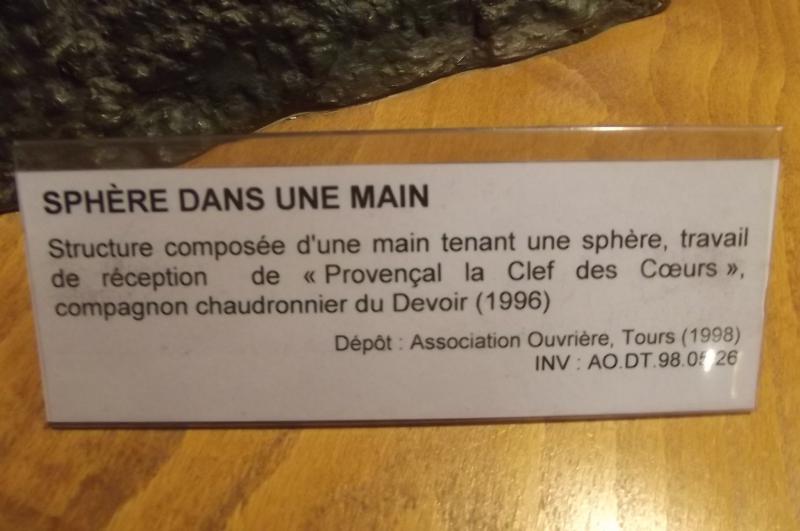 SPHÈRE DANS UNE MAIN
Structure composée d'une main tenant une sphère, travail
de réception de « Provençal la Clef des Cœurs »,
compagnon chaudronnier du Devoir (1996)
Dépôt : Association Ouvrière, Tours (1998)
INV :